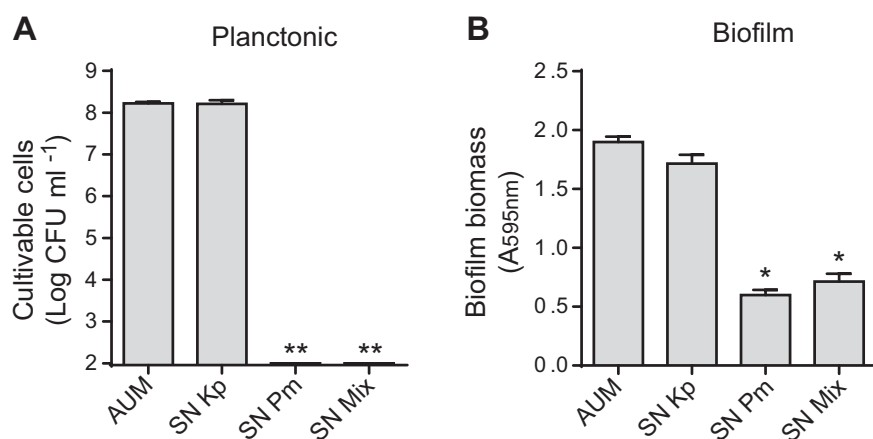 A
Planctonic
Cultivable cells
(Log CFU ml -1)
9
8
7
6
5
4
3
2
**
**
AUM
SN Kp
SN Pm
SN Mix
B
Biofilm
Biofilm biomass
(A595nm)
2.5
2.0
1.5
1.0
0.5
0.0
*
*
AUM
SN Kp
SN Pm
SN Mix